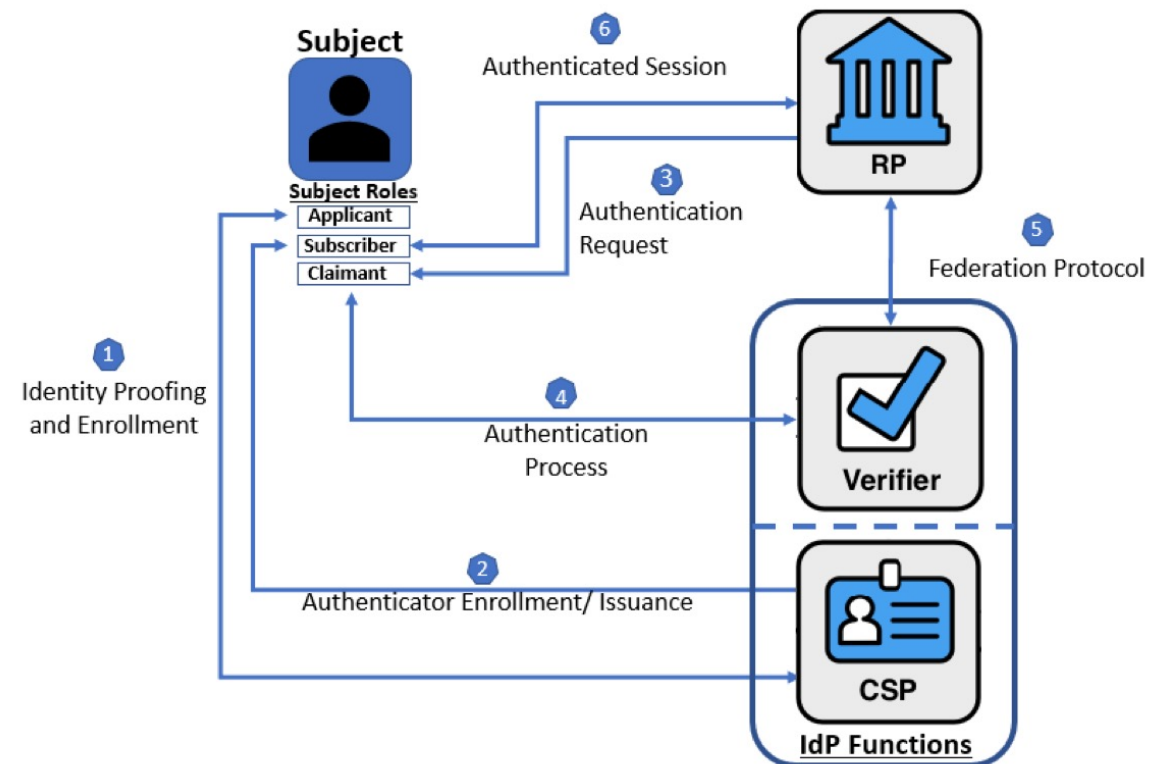 Subject
Subject Roles
Applicant
Subscriber
Claimant
6
Authenticated Session
RP
3
Authentication
Request
5
Federation Protocol
1
Identity Proofing
and Enrollment
4
Authentication
Process
Verifier
2
Authenticator Enrollment/ Issuance
CSP
IdP Functions